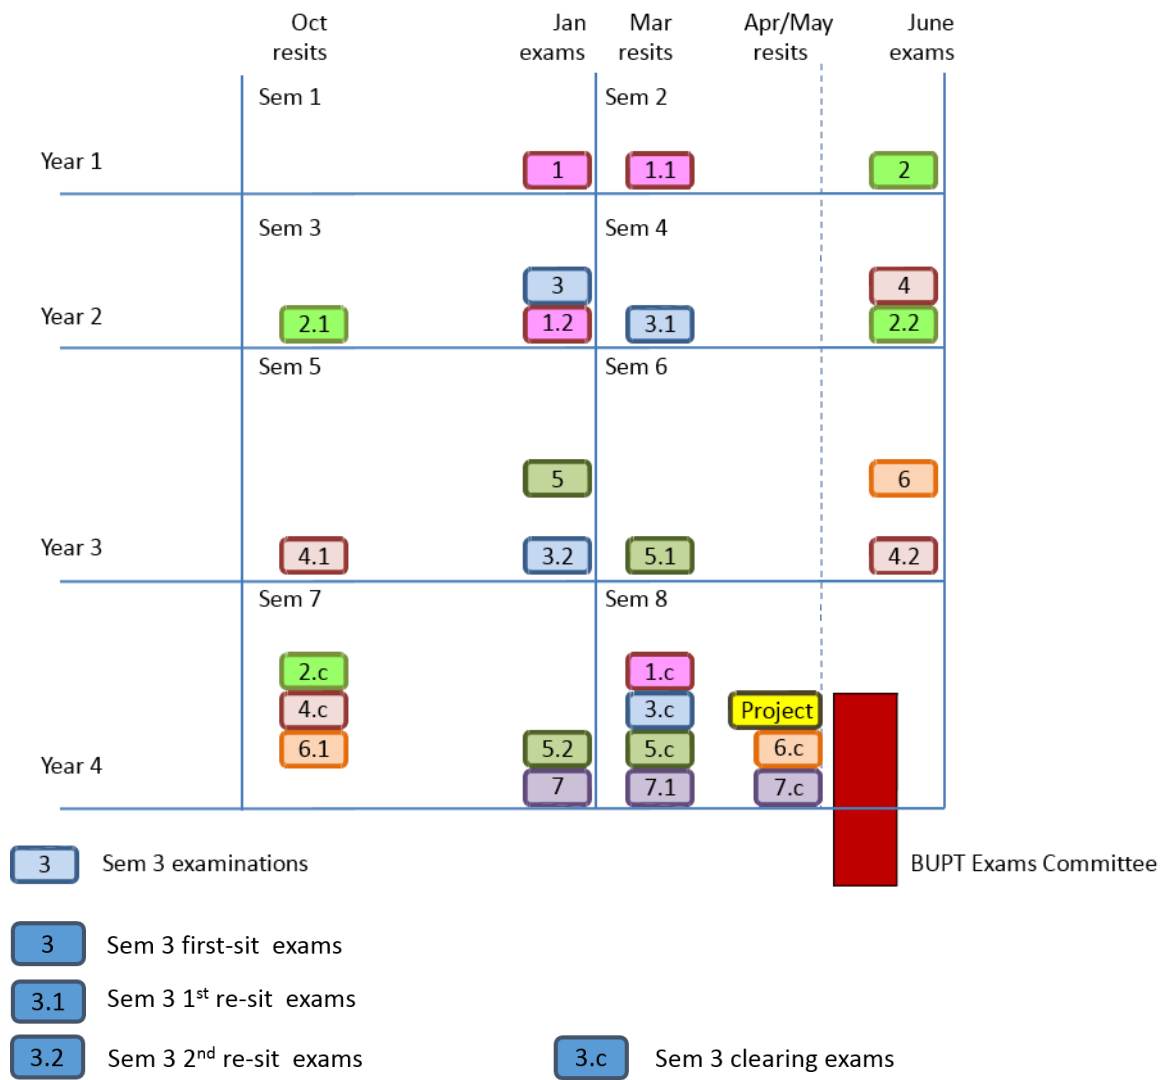 Oct Jan Mar Apr/May June
resits exams resits resits exams
Sem 1 Sem 2
Year 1 1 1.1 2
Sem 3 Sem 4
3 4
Year 2 2.1 1.2 3.1 2.2
Sem 5 Sem 6
5 6
Year 3 4.1 3.2 5.1 4.2
Sem 7 Sem 8
2.c 1.c
4.c 3.c Project
6.1 5.2 5.c 6.c
Year 4 7 7.1 7.c
3 Sem 3 examinations BUPT Exams Committee
3 Sem 3 first-sit exams
3.1 Sem 3 1st re-sit exams
3.2 Sem 3 2nd re-sit exams 3.c Sem 3 clearing exams